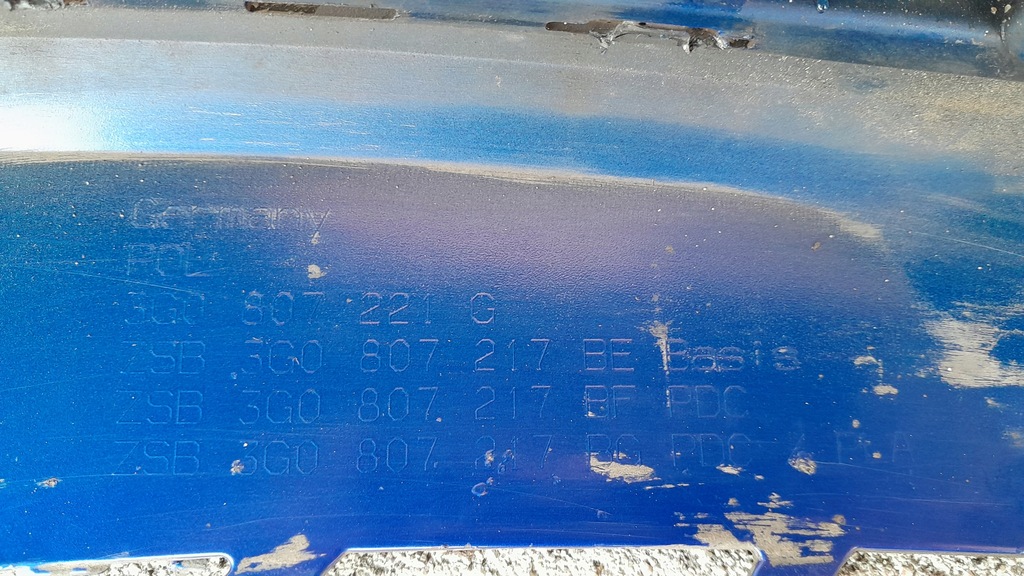 Germany
POL
3G0 807 221 G
ZSB 3G0 807 217 BE Basis
ZSB 3G0 807 217 BF PDC
ZSB 3G0 807 217 BG PDC